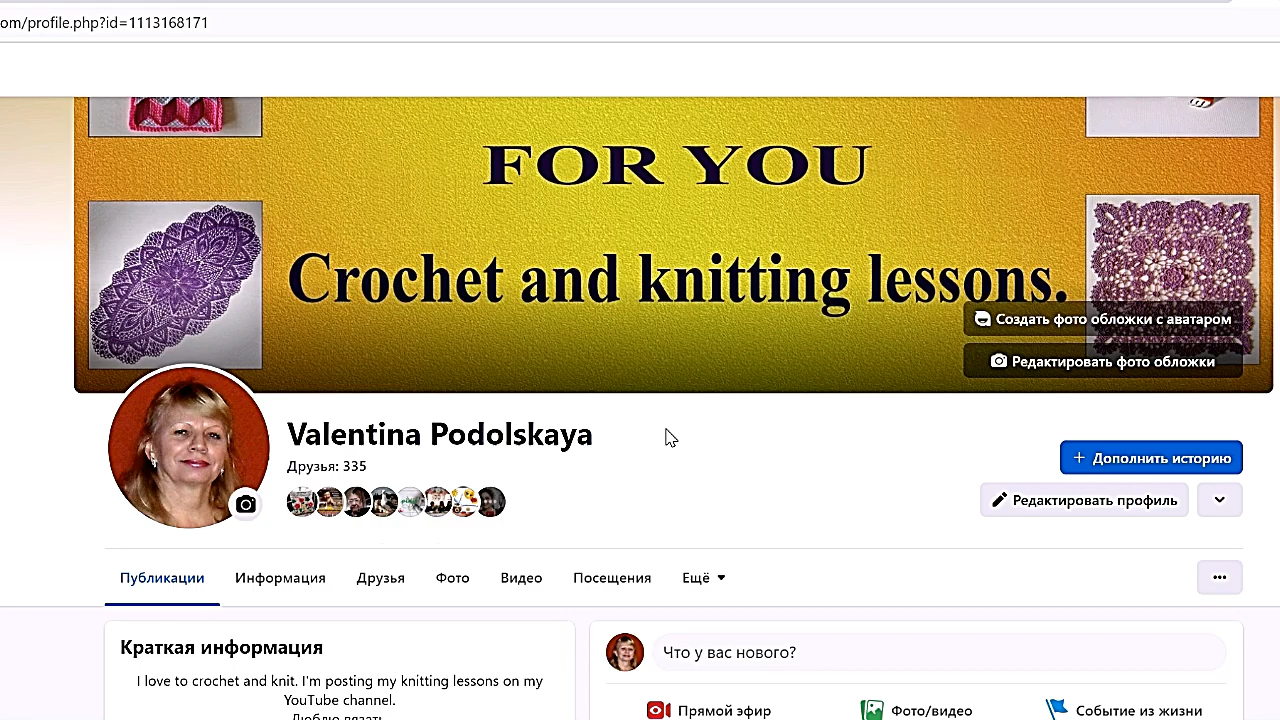 om/profile.php?id=1113168171
FOR YOU
Crochet and knitting lessons.
Создать фото обложки с аватаром
Редактировать фото обложки
Valentina Podolskaya
Друзья: 335
+ Дополнить историю
Редактировать профиль
Публикации Информация Друзья Фото Видео Посещения Ещё
Краткая информация
I love to crochet and knit. I'm posting my knitting lessons on my
YouTube channel.
Люблю вязать
Что у вас нового?
Прямой эфир Фото/видео Событие из жизни